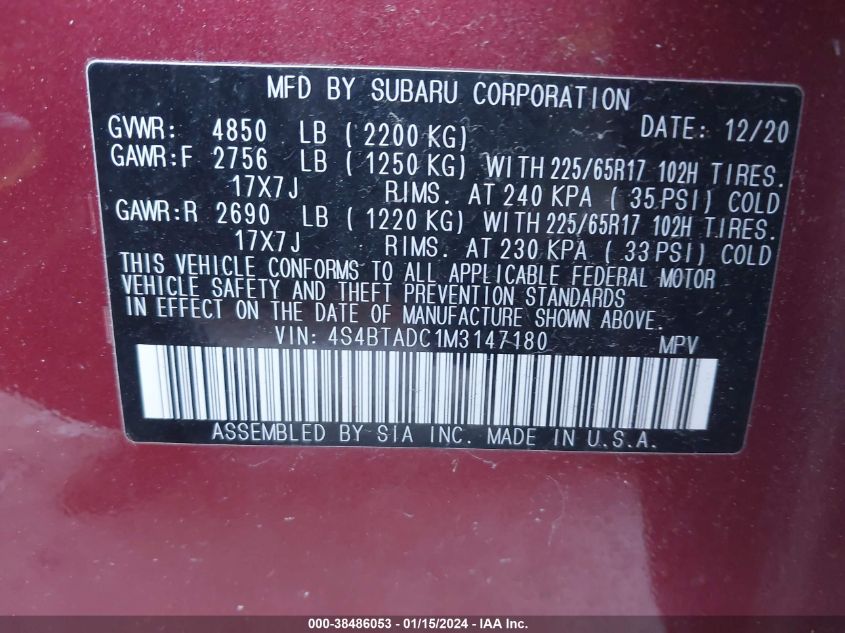 MFD BY SUBARU CORPORATION
GVWR: 4850 LB ( 2200 KG) DATE: 12/20
GAWR:F 2756 LB ( 1250 KG) WITH 225/65R17 102H TIRES.
17X7J RIMS. AT 240 KPA ( 35 PSI) COLD
GAWR:R 2690 LB ( 1220 KG) WITH 225/65R17 102H TIRES.
17X7J RIMS. AT 230 KPA ( 33 PSI) COLD
THIS VEHICLE CONFORMS TO ALL APPLICABLE FEDERAL MOTOR
VEHICLE SAFETY AND THEFT PREVENTION STANDARDS
IN EFFECT ON THE DATE OF MANUFACTURE SHOWN ABOVE.
VIN: 4S4BTADC1M3147180 MPV
ASSEMBLED BY SIA INC. MADE IN U.S.A.
000-38486053 - 01/15/2024 - IAA Inc.